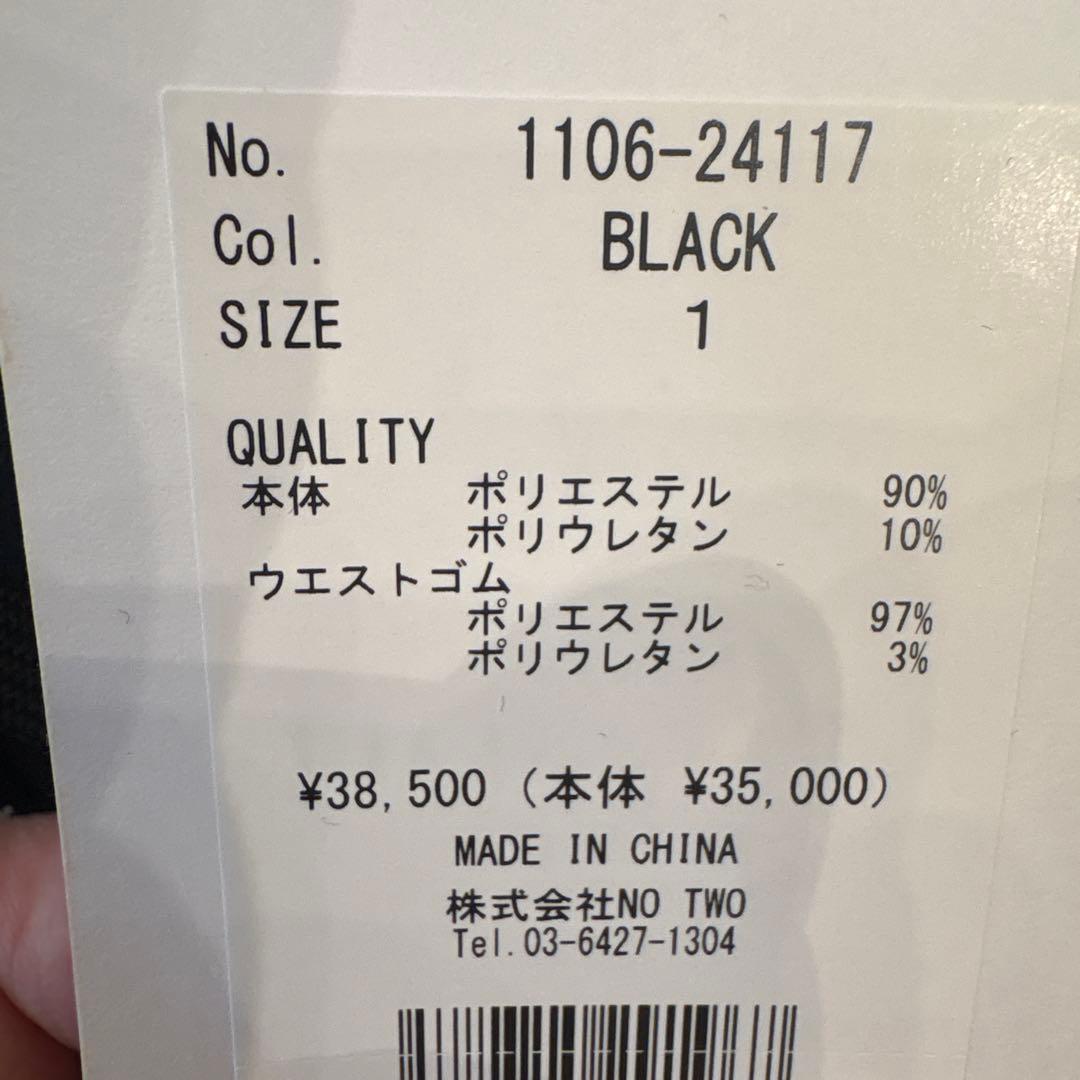 No. 1106-24117
Col. BLACK
SIZE 1
QUALITY
本体 ポリエステル 90%
ポリウレタン 10%
ウエストゴム
ポリエステル 97%
ポリウレタン 3%
¥38,500 (本体 ¥35,000)
MADE IN CHINA
株式会社NO TWO
Tel.03-6427-1304